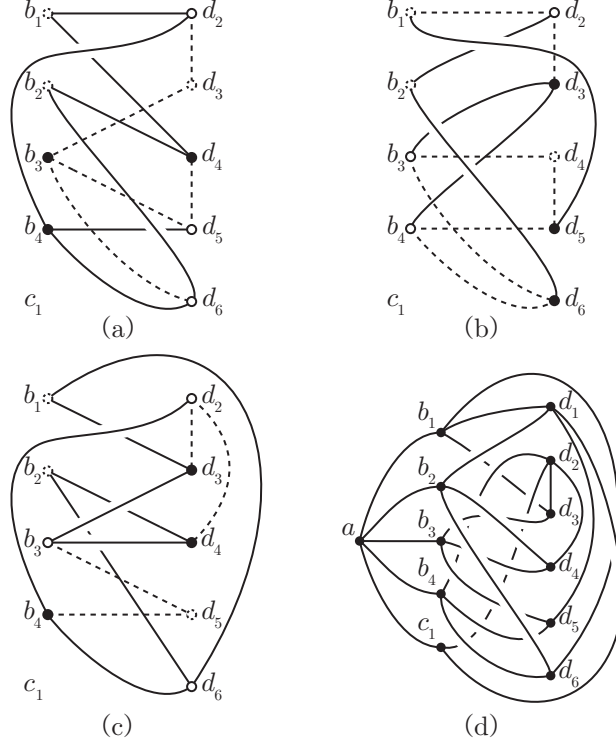 b1 d2
b2 d3
b3 d4
b4 d5
c1 d6
(a)
b1 d2
b2 d3
b3 d4
b4 d5
c1 d6
(b)
b1 d2
b2 d3
b3 d4
b4 d5
c1 d6
(c)
b1 d1
b2 d2
a b3 d3
b4 d4
c1 d5
d6
(d)